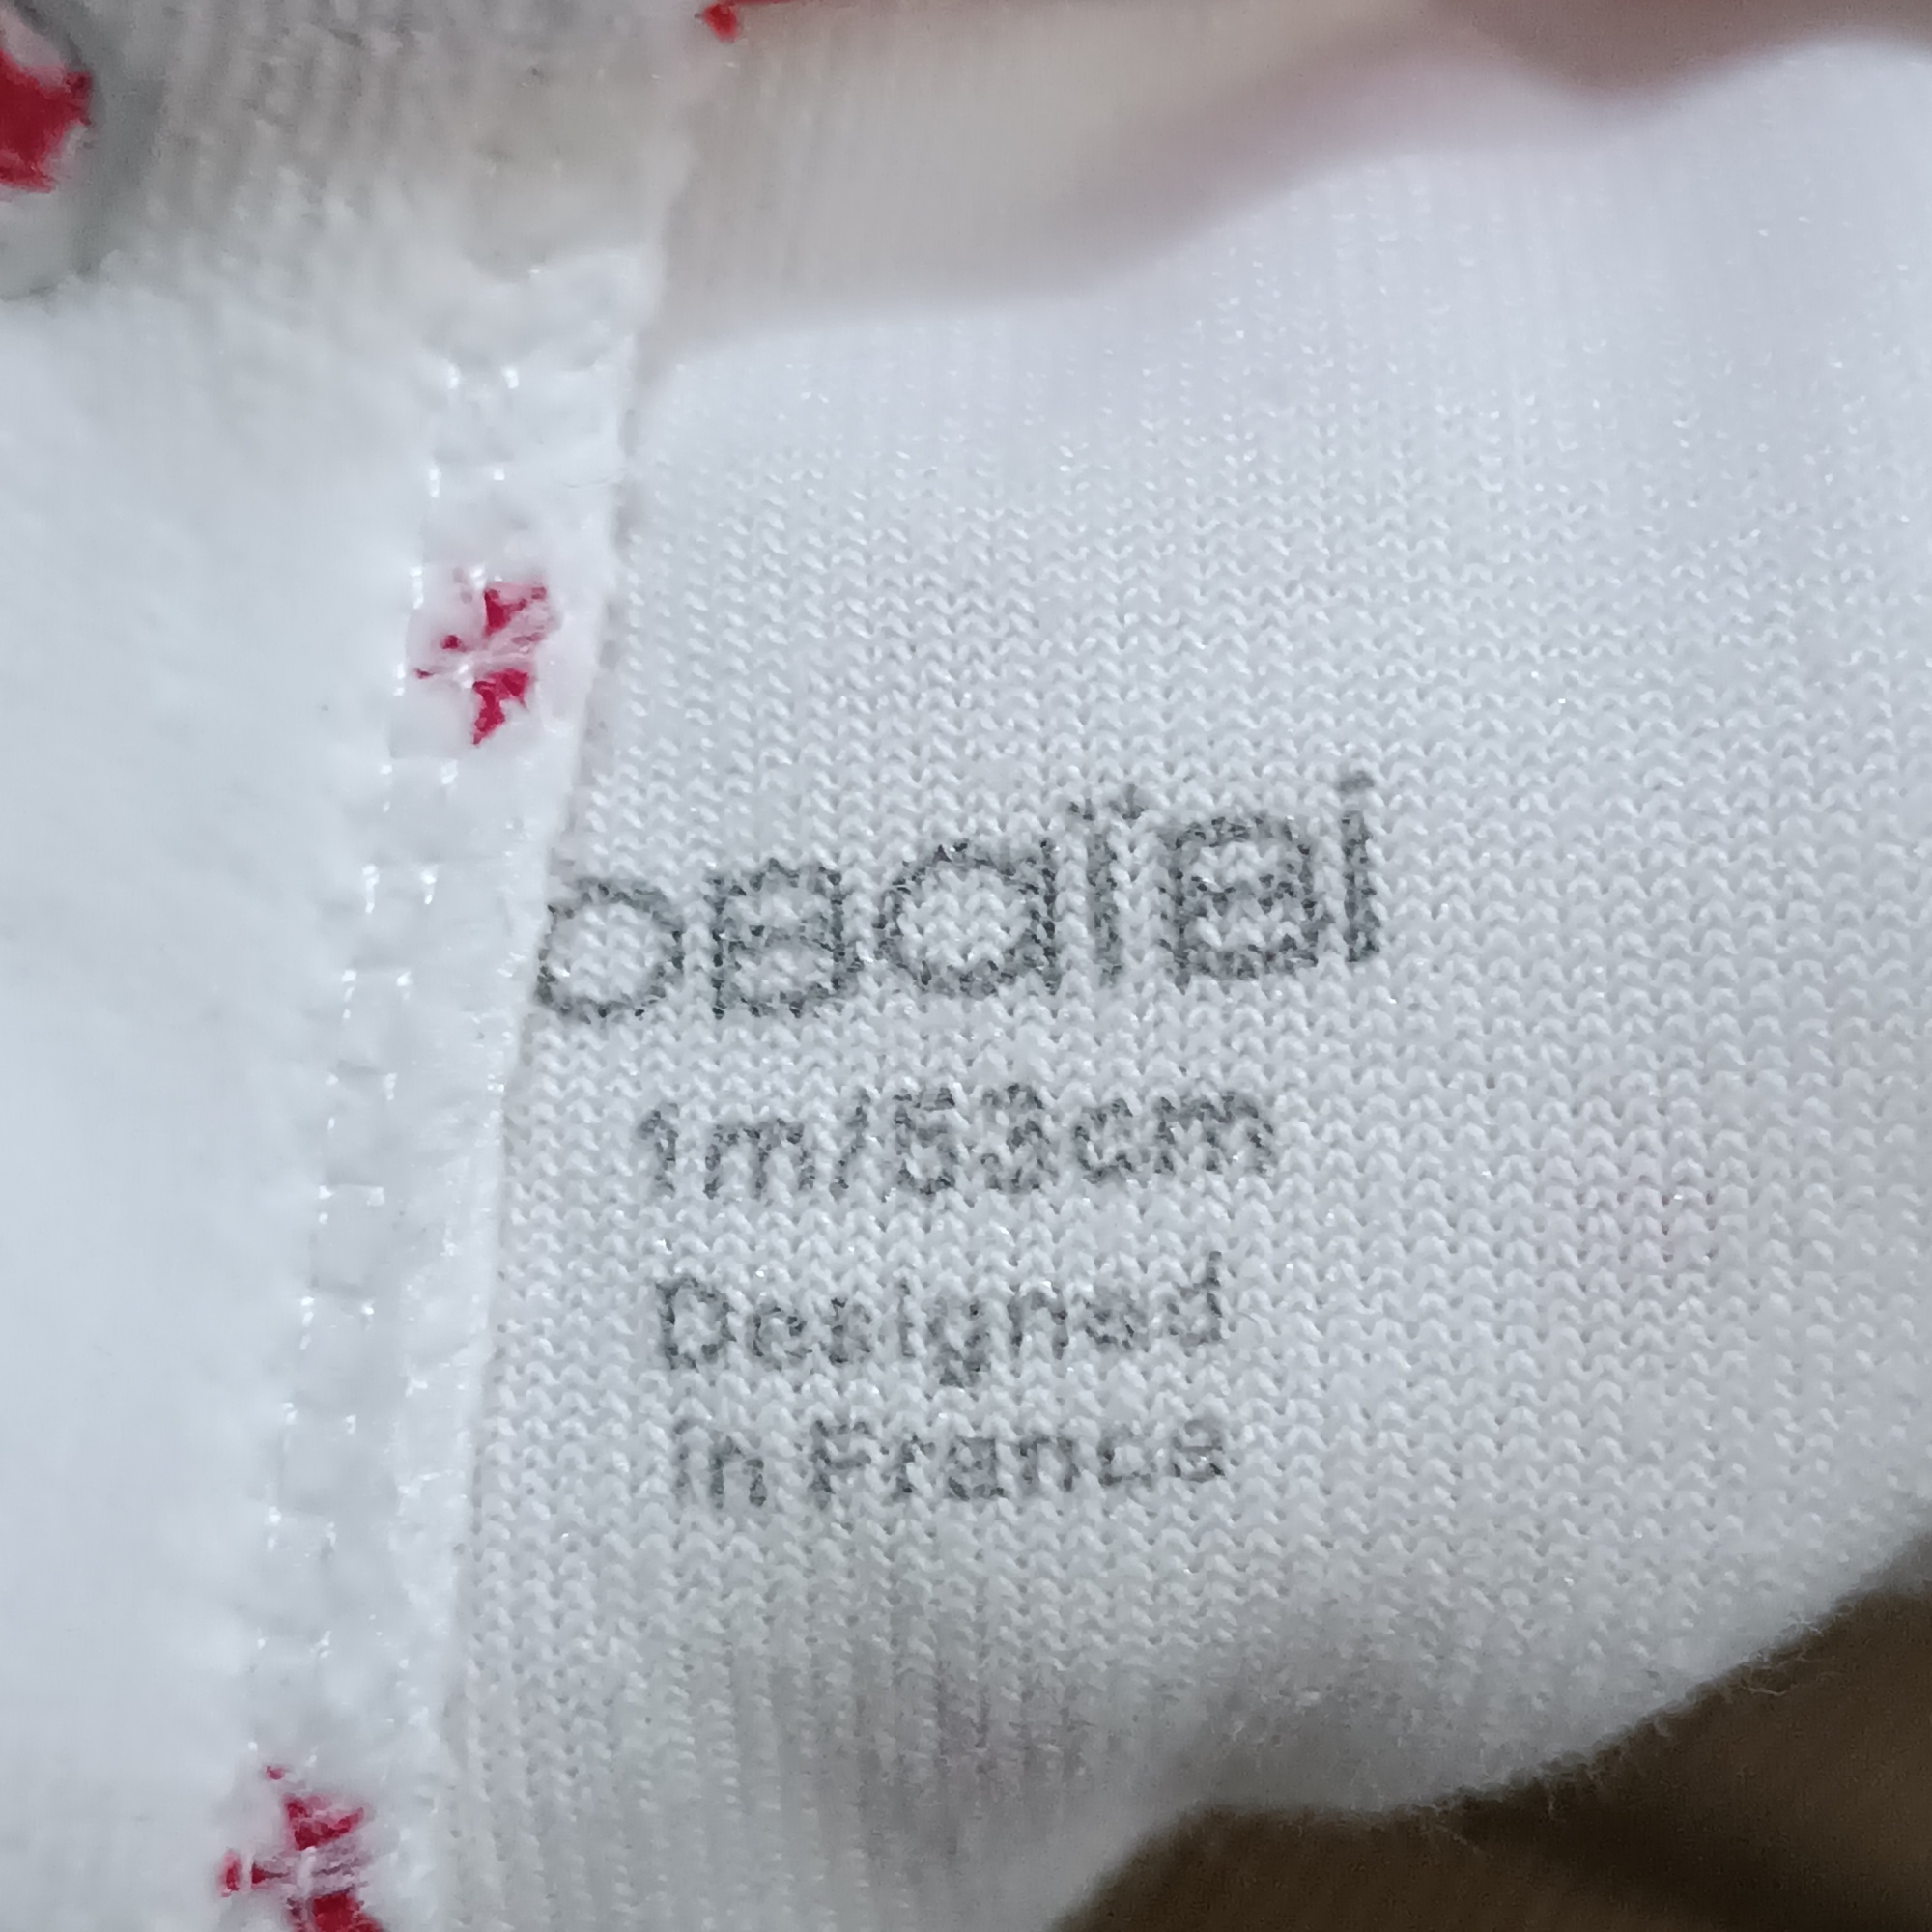 OBaïBi
1m/53cm
Designed
in France